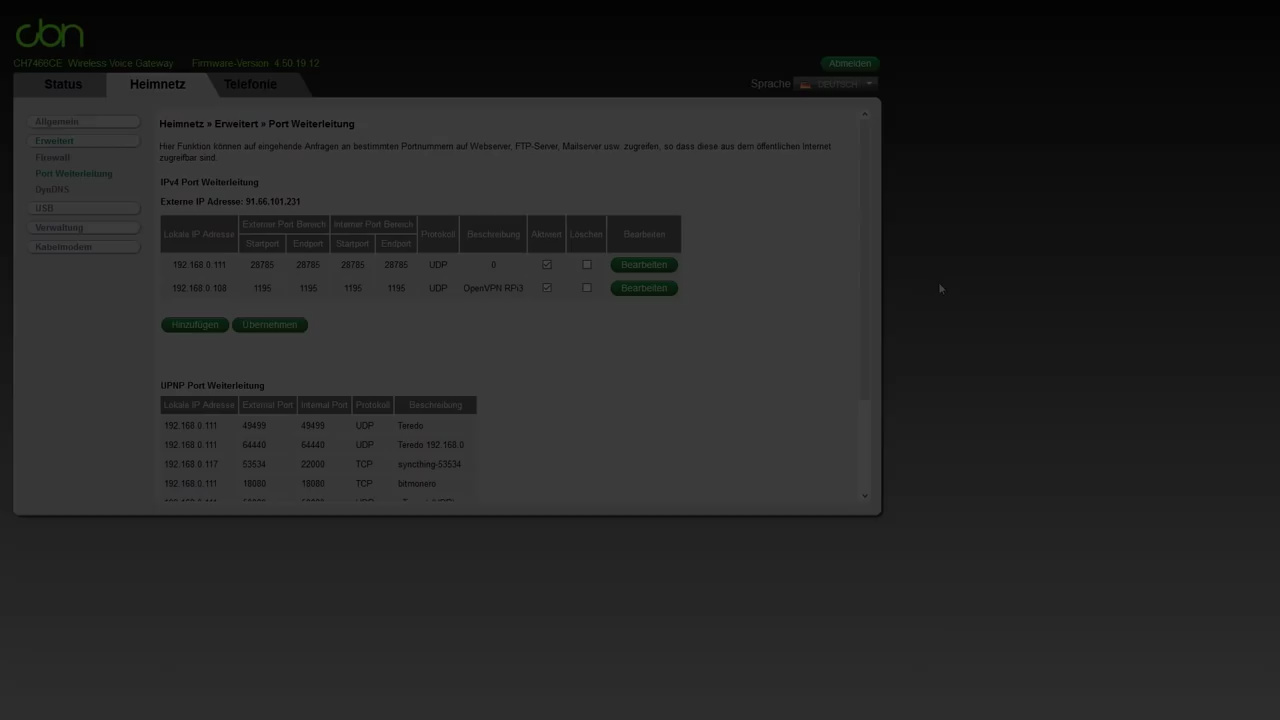 cbn
CH7466CE Wireless Voice Gateway Firmware-Version 4.50.19.12
Abmelden
Status Heimnetz Telefonie Sprache DEUTSCH
Allgemein
Erweitert
Firewall
Port Weiterleitung
DynDNS
USB
Verwaltung
Kabelmodem
Heimnetz » Erweitert » Port Weiterleitung
Hier Funktion können auf eingehende Anfragen an bestimmten Portnummern auf Webserver, FTP-Server, Mailserver usw. zugreifen, so dass diese aus dem öffentlichen Internet
zugreifbar sind.
IPv4 Port Weiterleitung
Externe IP Adresse: 91.66.101.231
Lokale IP Adresse Externer Port Bereich Interner Port Bereich Protokoll Beschreibung Aktiviert Löschen Bearbeiten
Startport Endport Startport Endport
192.168.0.111 28785 28785 28785 28785 UDP 0 Bearbeiten
192.168.0.108 1195 1195 1195 1195 UDP OpenVPN RPi3 Bearbeiten
Hinzufügen Übernehmen
UPNP Port Weiterleitung
Lokale IP Adresse External Port Internal Port Protokoll Beschreibung
192.168.0.111 49499 49499 UDP Teredo
192.168.0.111 64440 64440 UDP Teredo 192.168.0
192.168.0.117 53534 22000 TCP syncthing-53534
192.168.0.111 18080 18080 TCP bitmonero